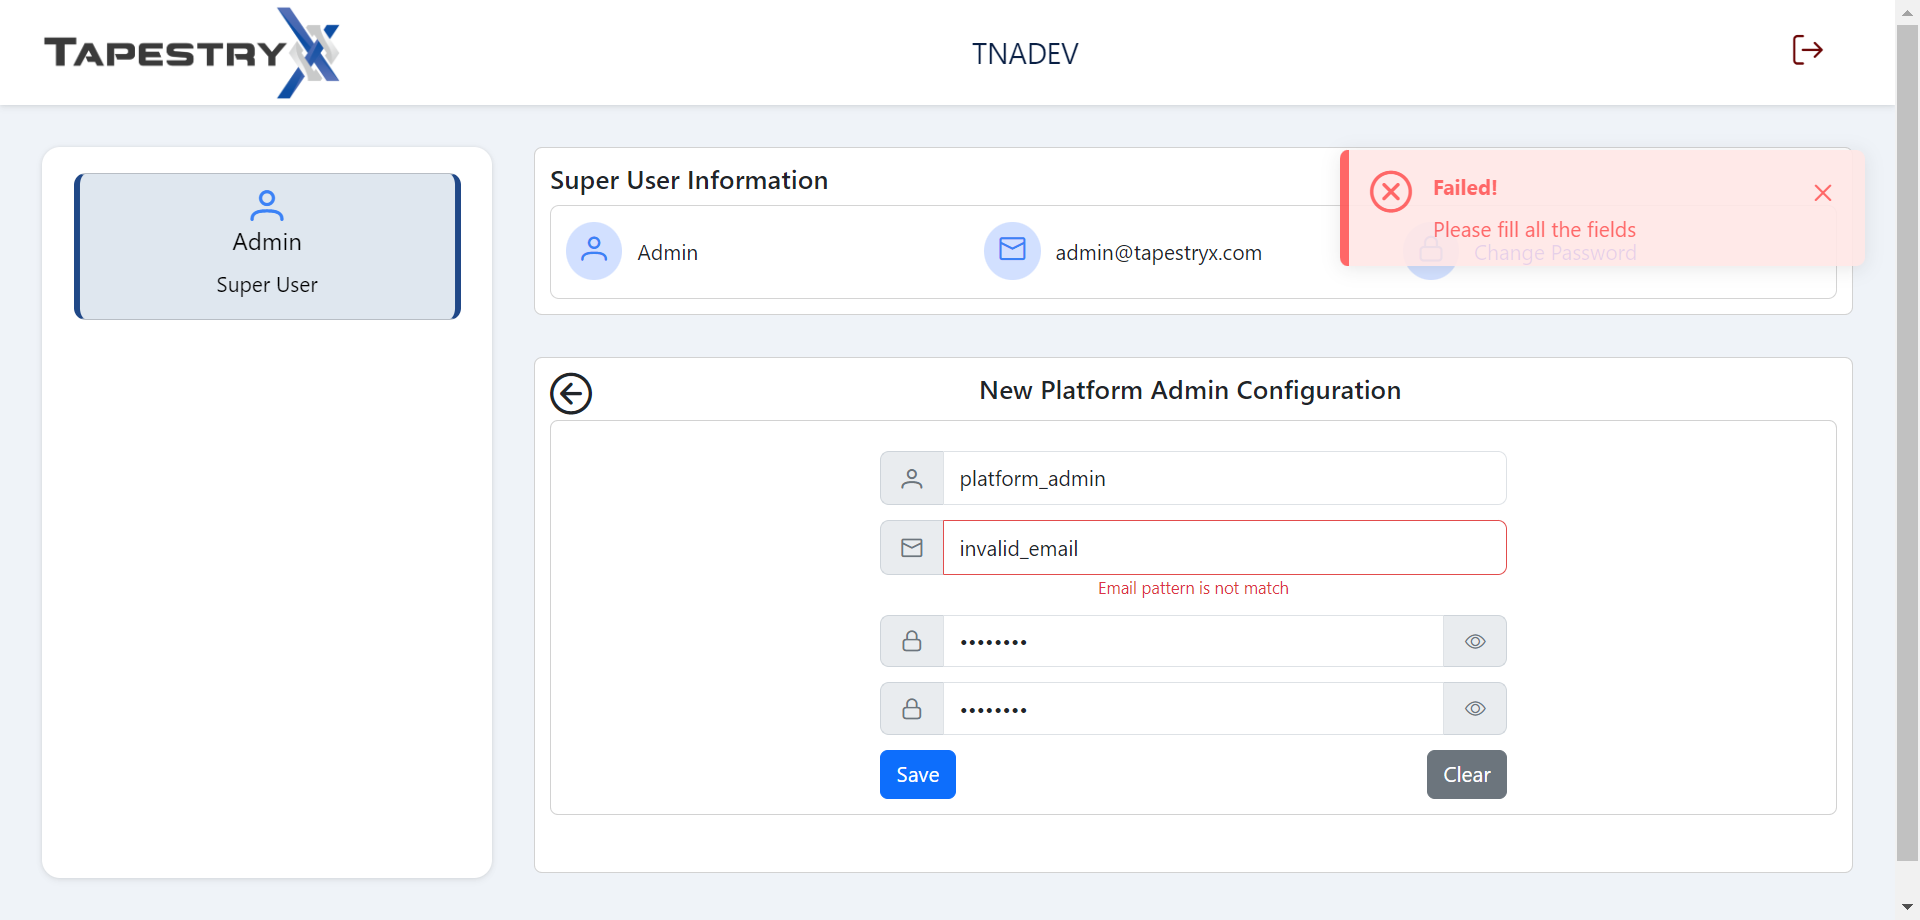 TAPESTRYX
TNADEV
Admin
Super User
Super User Information
Admin
admin@tapestryx.com
Change Password
Failed!
Please fill all the fields
New Platform Admin Configuration
platform_admin
invalid_email
Email pattern is not match
••••••••
••••••••
Save
Clear